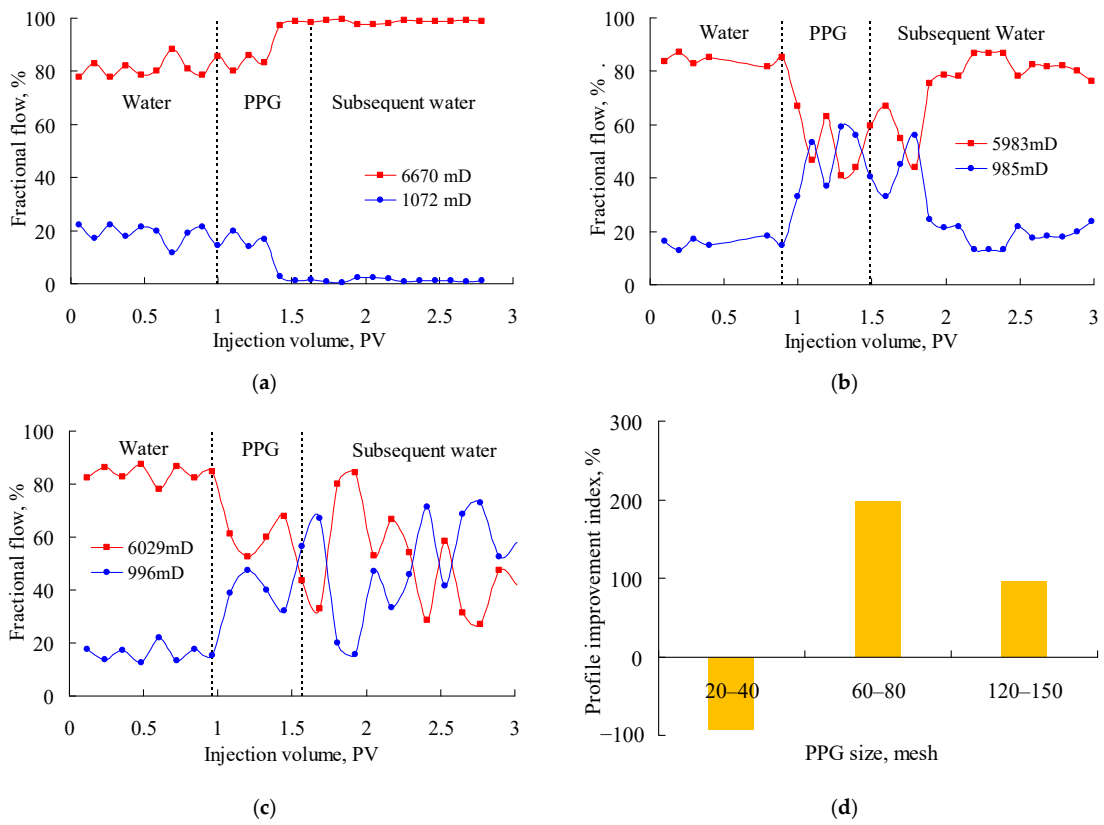 100
80
60
40
20
0
Fractional flow, %
Water
PPG
Subsequent water
6670 mD
1072 mD
0
0.5
1
1.5
2
2.5
3
Injection volume, PV
(a)
100
80
60
40
20
0
Fractional flow, % .
Water
PPG
Subsequent Water
5983mD
985mD
0
0.5
1
1.5
2
2.5
3
Injection volume, PV
(b)
100
80
60
40
20
0
Fractional flow, %
Water
PPG
Subsequent water
6029mD
996mD
0
0.5
1
1.5
2
2.5
3
Injection volume, PV
(c)
300
200
100
0
−100
Profile improvement index, %
20–40
60–80
120–150
PPG size, mesh
(d)